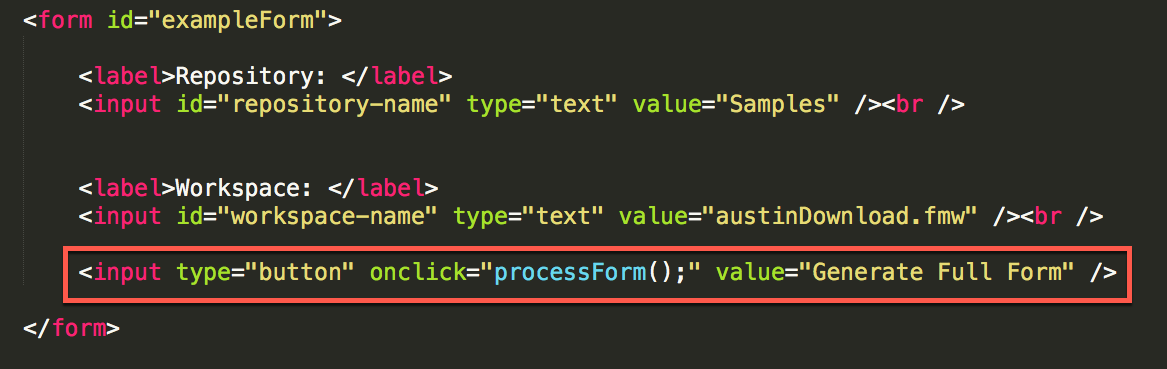 <form id="exampleForm">
<label>Repository: </label>
<input id="repository-name" type="text" value="Samples" /><br />
<label>Workspace: </label>
<input id="workspace-name" type="text" value="austinDownload.fmw" /><br />
<input type="button" onclick="processForm();" value="Generate Full Form" />
</form>